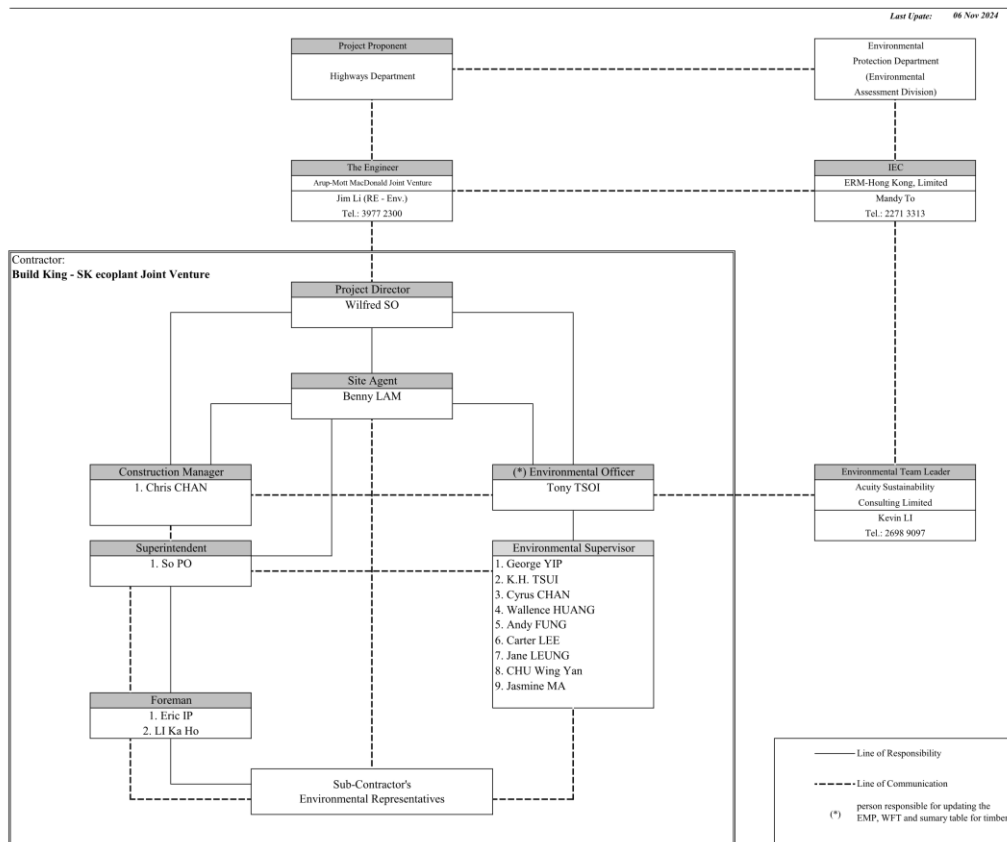 Last Upate: 06 Nov 2024
Project Proponent
Highways Department
Environmental
Protection Department
(Environmental
Assessment Division)
The Engineer
Arup-Mott MacDonald Joint Venture
Jim Li (RE - Env.)
Tel.: 3977 2300
IEC
ERM-Hong Kong, Limited
Mandy To
Tel.: 2271 3313
Contractor:
Build King - SK ecoplant Joint Venture
Project Director
Wilfred SO
Site Agent
Benny LAM
Construction Manager
1. Chris CHAN
(*) Environmental Officer
Tony TSOI
Environmental Team Leader
Acuity Sustainability
Consulting Limited
Kevin LI
Tel.: 2698 9097
Superintendent
1. So PO
Environmental Supervisor
1. George YIP
2. K.H. TSUI
3. Cyrus CHAN
4. Wallence HUANG
5. Andy FUNG
6. Carter LEE
7. Jane LEUNG
8. CHU Wing Yan
9. Jasmine MA
Foreman
1. Eric IP
2. LI Ka Ho
Sub-Contractor's
Environmental Representatives
Line of Responsibility
Line of Communication
(*) person responsible for updating the
EMP, WFT and sumary table for timber